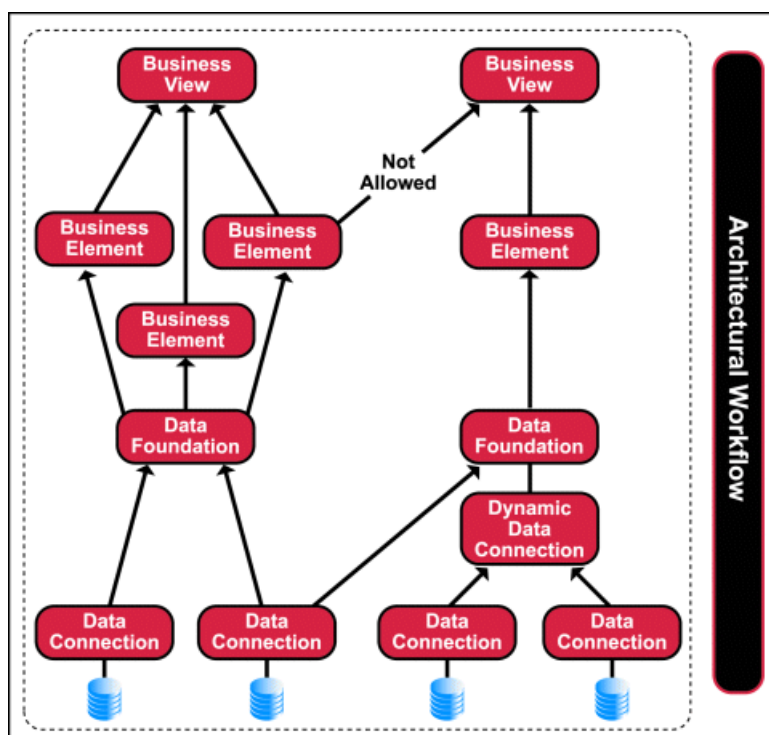 Business
View
Business
View
Not
Allowed
Business
Element
Business
Element
Business
Element
Business
Element
Data
Foundation
Data
Foundation
Dynamic
Data
Connection
Data
Connection
Data
Connection
Data
Connection
Data
Connection
Architectural Workflow